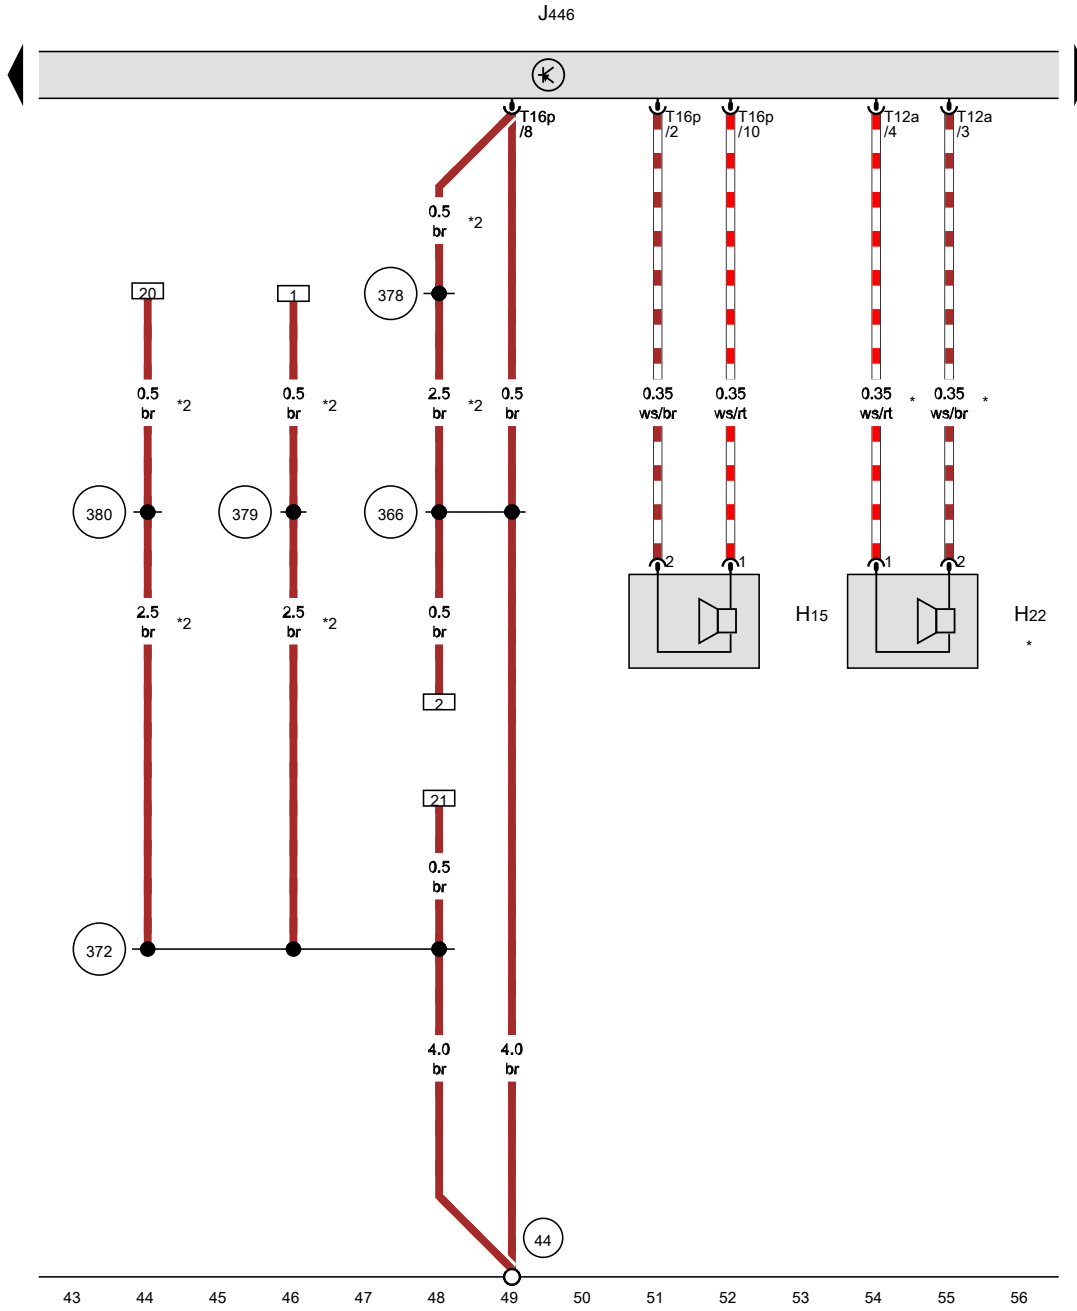 J446
T16p
/8
T16p
/2
T16p
/10
T12a
/4
T12a
/3
0.5
br
*2
20
1
378
0.5
br
*2
0.5
br
*2
2.5
br
*2
0.5
br
0.35
ws/br
0.35
ws/rt
0.35
ws/rt
*
0.35
ws/br
*
380
379
366
2
1
1
2
2.5
br
*2
2.5
br
*2
0.5
br
H15
H22
*
2
21
0.5
br
372
4.0
br
4.0
br
44
43 44 45 46 47 48 49 50 51 52 53 54 55 56